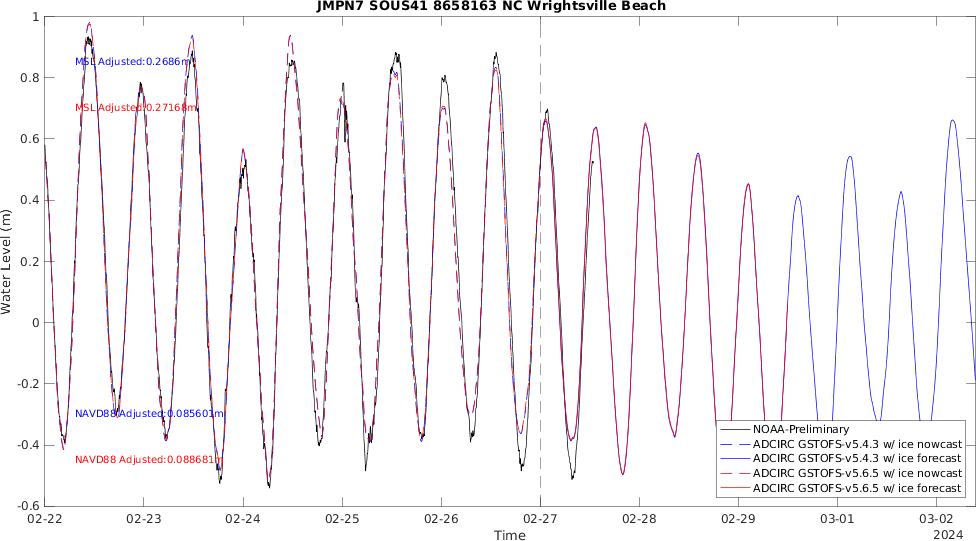 JMPN7 SOUS41 8658163 NC Wrightsville Beach
Water Level (m)
1
0.8
0.6
0.4
0.2
0
-0.2
-0.4
-0.6
MSL Adjusted:0.2686m
MSL Adjusted:0.27168m
NAVD88 Adjusted:0.085601m
NAVD88 Adjusted:0.088681m
NOAA-Preliminary
ADCIRC GSTOFS-v5.4.3 w/ ice nowcast
ADCIRC GSTOFS-v5.4.3 w/ ice forecast
ADCIRC GSTOFS-v5.6.5 w/ ice nowcast
ADCIRC GSTOFS-v5.6.5 w/ ice forecast
02-22 02-23 02-24 02-25 02-26 02-27 02-28 02-29 03-01 03-02
Time
2024